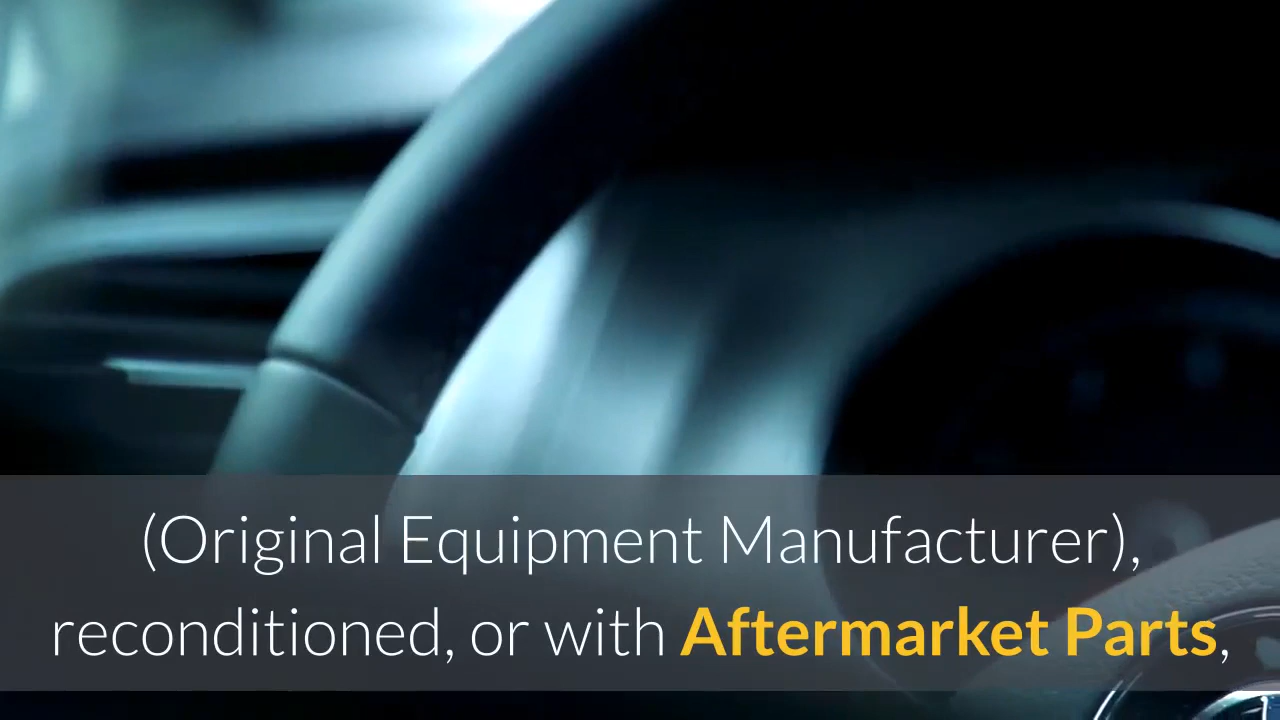 (Original Equipment Manufacturer),
reconditioned, or with Aftermarket Parts,